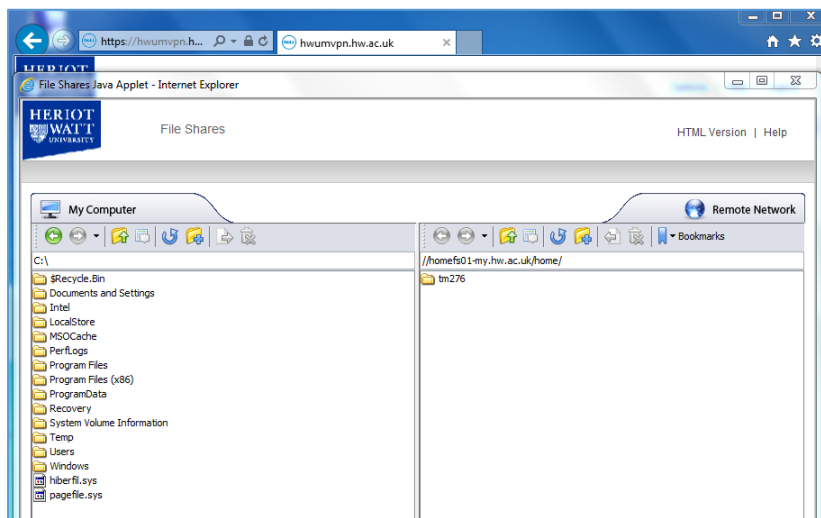 https://hwumvpn.h...
hwumvpn.hw.ac.uk
HERIOT
File Shares Java Applet - Internet Explorer
HERIOT
WATT
UNIVERSITY
File Shares
HTML Version | Help
My Computer
Remote Network
Bookmarks
C:\
//homefs01-my.hw.ac.uk/home/
$Recycle.Bin
tm276
Documents and Settings
Intel
LocalStore
MSOCache
PerfLogs
Program Files
Program Files (x86)
ProgramData
Recovery
System Volume Information
Temp
Users
Windows
hiberfil.sys
pagefile.sys